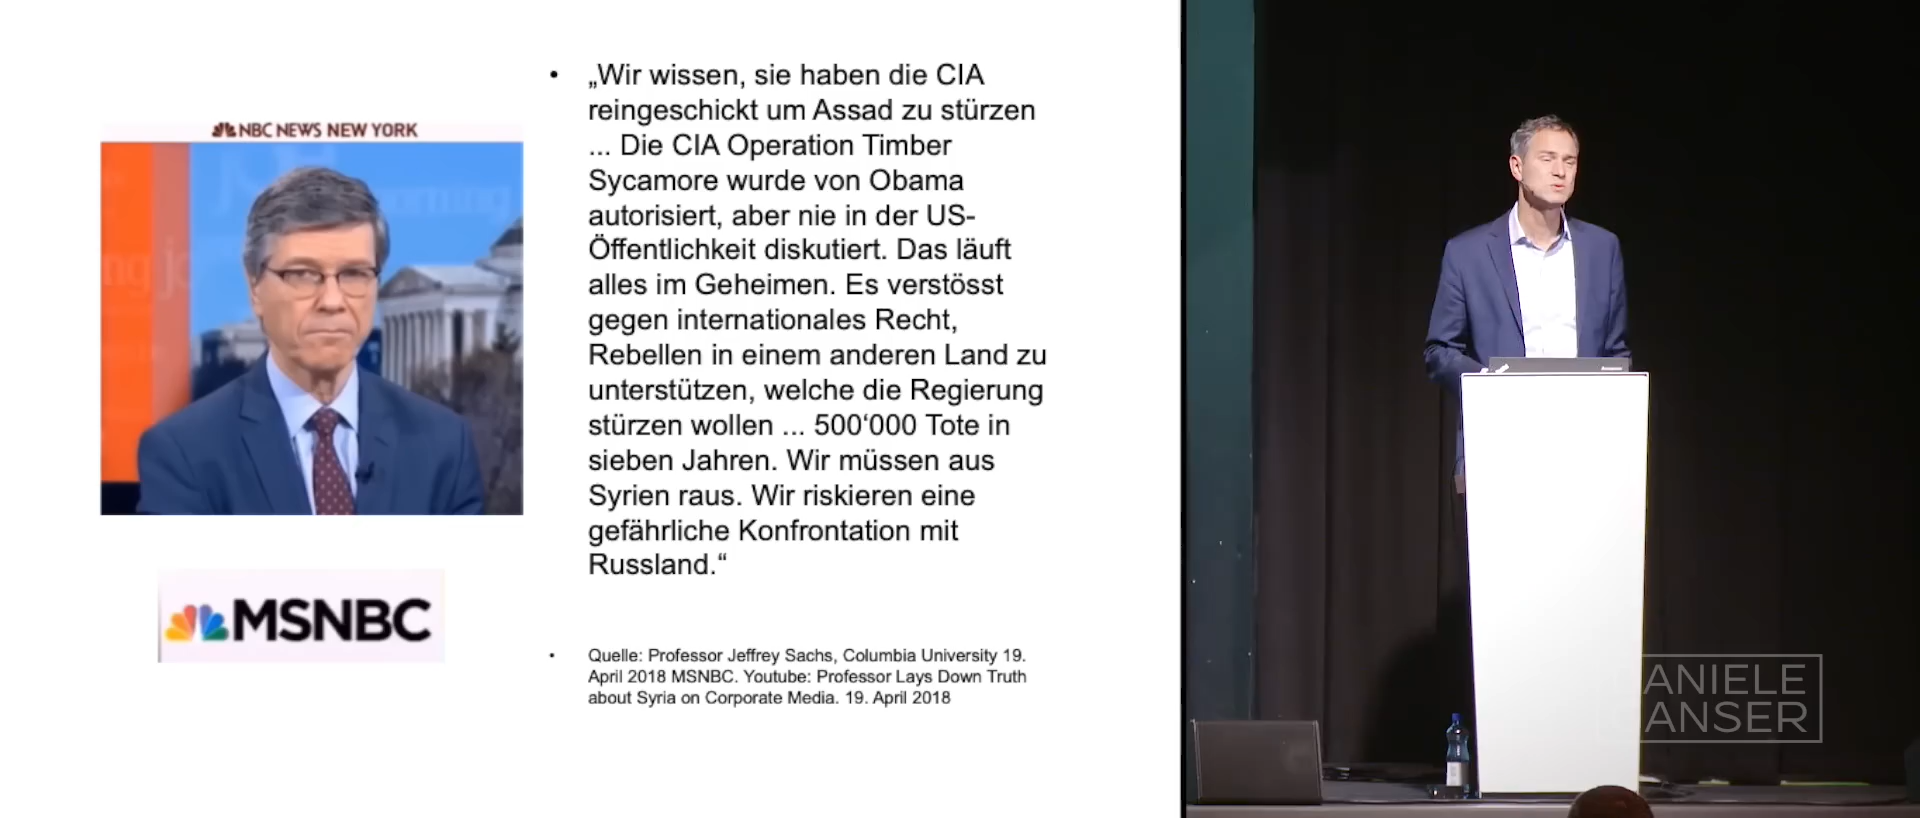 NBC NEWS NEW YORK
• „Wir wissen, sie haben die CIA
reingeschickt um Assad zu stürzen
... Die CIA Operation Timber
Sycamore wurde von Obama
autorisiert, aber nie in der US-
Öffentlichkeit diskutiert. Das läuft
alles im Geheimen. Es verstösst
gegen internationales Recht,
Rebellen in einem anderen Land zu
unterstützen, welche die Regierung
stürzen wollen ... 500‘000 Tote in
sieben Jahren. Wir müssen aus
Syrien raus. Wir riskieren eine
gefährliche Konfrontation mit
Russland.“
MSNBC
• Quelle: Professor Jeffrey Sachs, Columbia University 19.
April 2018 MSNBC. Youtube: Professor Lays Down Truth
about Syria on Corporate Media. 19. April 2018
DANIELE
GANSER